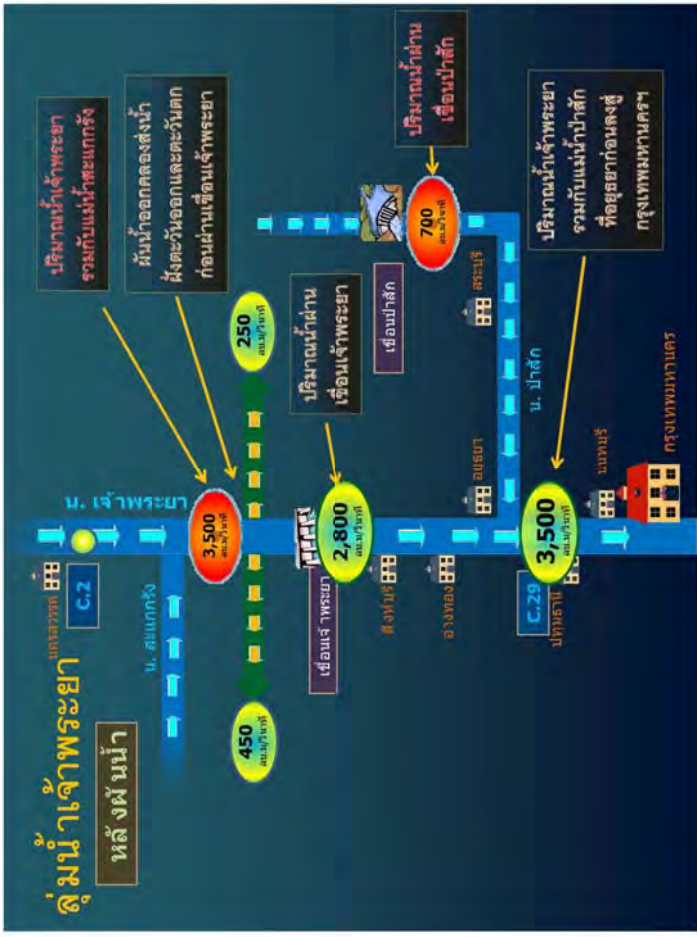 ลุ่มน้ำเจ้าพระยา
หลังผันน้ำ
นครสวรรค์
C.2
น. เจ้าพระยา
น. สะแกกรัง
ปริมาณน้ำเจ้าพระยา
รวมกับแม่น้ำสะแกกรัง
ผันน้ำออกคลองส่งน้ำ
ฝั่งตะวันออกและตะวันตก
ก่อนผ่านเขื่อนเจ้าพระยา
3,500
ลบ.ม/วินาที
450
ลบ.ม/วินาที
250
ลบ.ม/วินาที
เขื่อนเจ้าพระยา
2,800
ลบ.ม/วินาที
ปริมาณน้ำผ่าน
เขื่อนเจ้าพระยา
เขื่อนป่าสัก
700
ลบ.ม/วินาที
ปริมาณน้ำผ่าน
เขื่อนป่าสัก
สิงห์บุรี
อ่างทอง
อยุธยา
สระบุรี
น. ป่าสัก
C.29
ปทุมธานี
3,500
ลบ.ม/วินาที
นนทบุรี
กรุงเทพมหานคร
ปริมาณน้ำเจ้าพระยา
รวมกับแม่น้ำป่าสัก
ที่อยุธยาก่อนลงสู่
กรุงเทพมหานครฯ